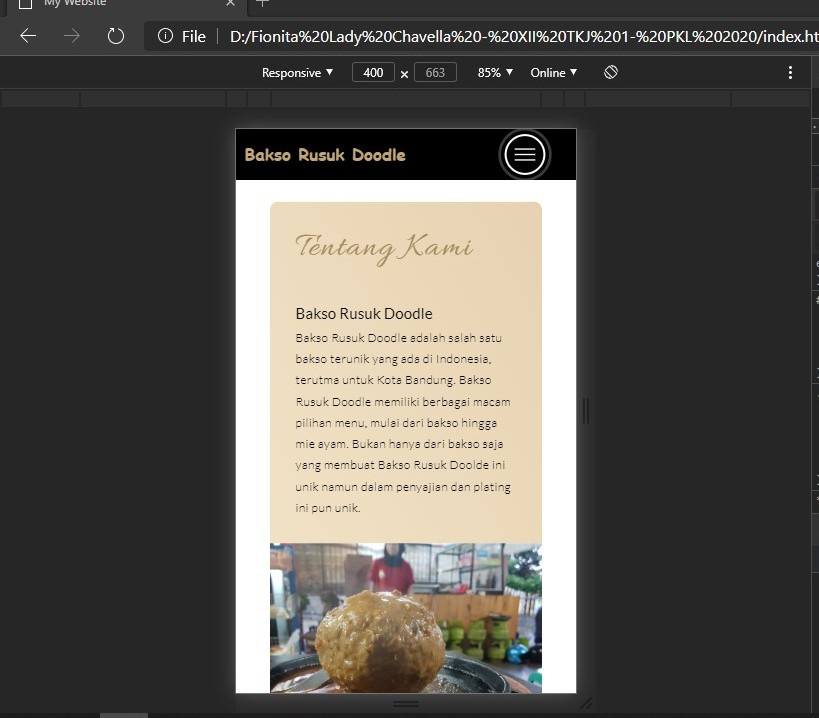 My Website
File D:/Fionita%20Lady%20Chavella%20-%20XII%20TKJ%201-%20PKL%202020/index.ht
Responsive 400 × 663 85% Online
Bakso Rusuk Doodle
Tentang Kami
Bakso Rusuk Doodle
Bakso Rusuk Doodle adalah salah satu
bakso terunik yang ada di Indonesia,
terutma untuk Kota Bandung. Bakso
Rusuk Doodle memiliki berbagai macam
pilihan menu, mulai dari bakso hingga
mie ayam. Bukan hanya dari bakso saja
yang membuat Bakso Rusuk Doolde ini
unik namun dalam penyajian dan plating
ini pun unik.